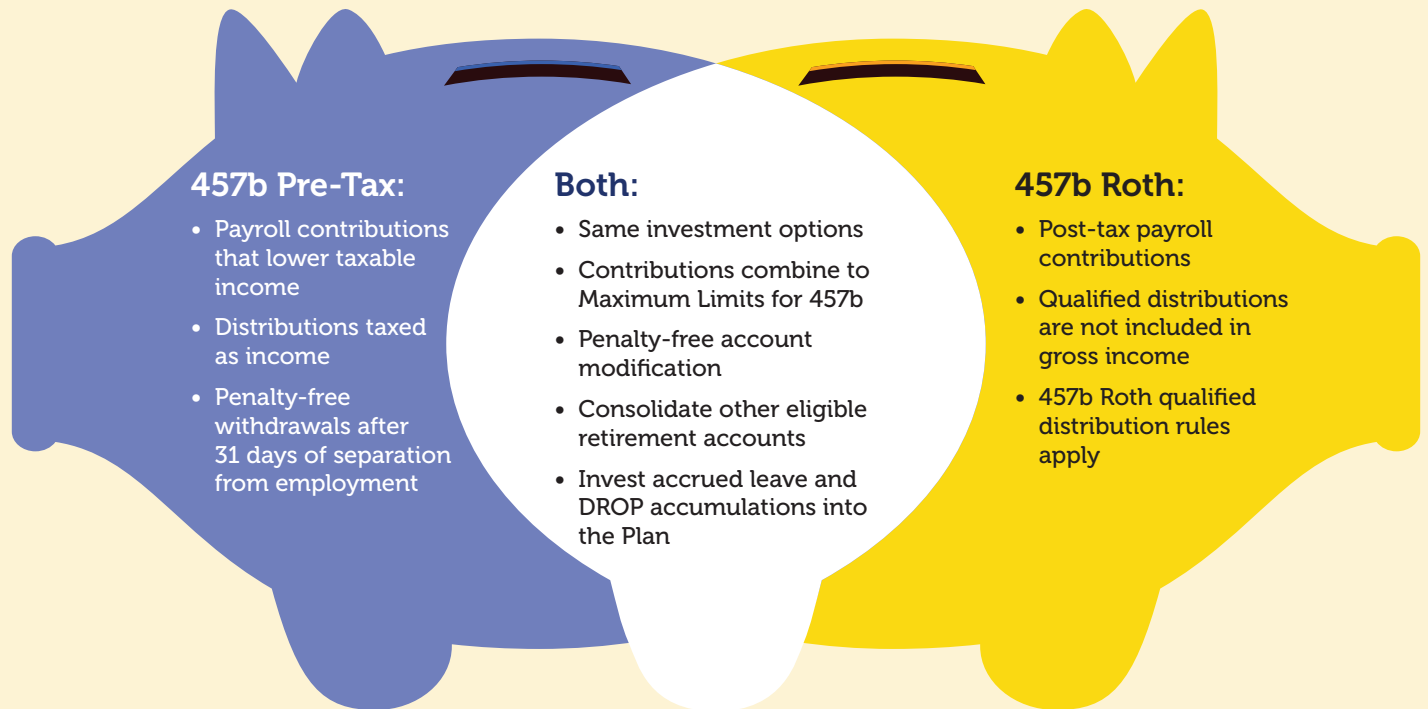 457b Pre-Tax:
• Payroll contributions
that lower taxable
income
• Distributions taxed
as income
• Penalty-free
withdrawals after
31 days of separation
from employment
Both:
• Same investment options
• Contributions combine to
Maximum Limits for 457b
• Penalty-free account
modification
• Consolidate other eligible
retirement accounts
• Invest accrued leave and
DROP accumulations into
the Plan
457b Roth:
• Post-tax payroll
contributions
• Qualified distributions
are not included in
gross income
• 457b Roth qualified
distribution rules
apply